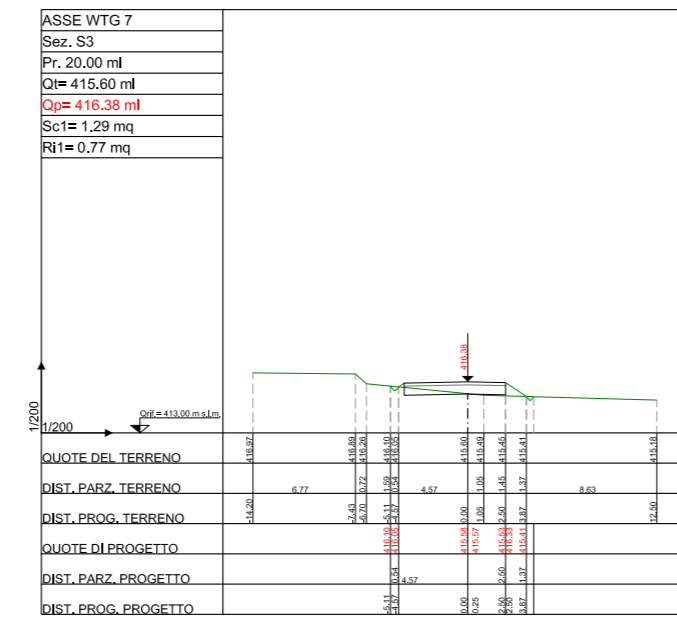 ASSE WTG 7
Sez. S3
Pr. 20.00 ml
Qt= 415.60 ml
Qp= 416.38 ml
Sc1= 1.29 mq
Ri1= 0.77 mq
416.38
1/200
1/200
Orif.= 413,00 m s.l.m.
QUOTE DEL TERRENO 416.97 416.89 416.26 416.10 416.05 415.60 415.49 415.45 415.41 415.18
DIST. PARZ. TERRENO 6.77 0.72 1.59 0.54 4.57 1.05 1.45 1.37 8.63
DIST. PROG. TERRENO -14.20 -7.43 -6.70 -5.11 -4.57 0.00 1.05 2.50 3.87 12.50
QUOTE DI PROGETTO 416.10 416.05 415.58 415.57 415.53 416.33 415.41
DIST. PARZ. PROGETTO 0.54 4.57 2.50 1.37
DIST. PROG. PROGETTO -5.11 -4.57 0.00 0.25 2.50 2.50 3.87